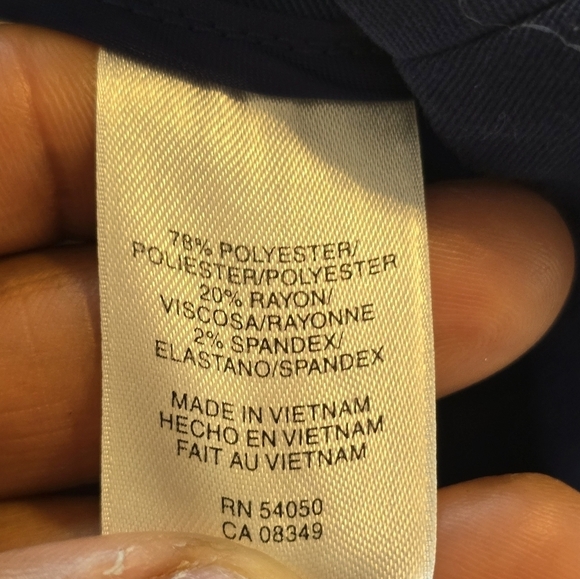 78% POLYESTER/
POLIESTER/POLYESTER
20% RAYON/
VISCOSA/RAYONNE
2% SPANDEX/
ELASTANO/SPANDEX
MADE IN VIETNAM
HECHO EN VIETNAM
FAIT AU VIETNAM
RN 54050
CA 08349